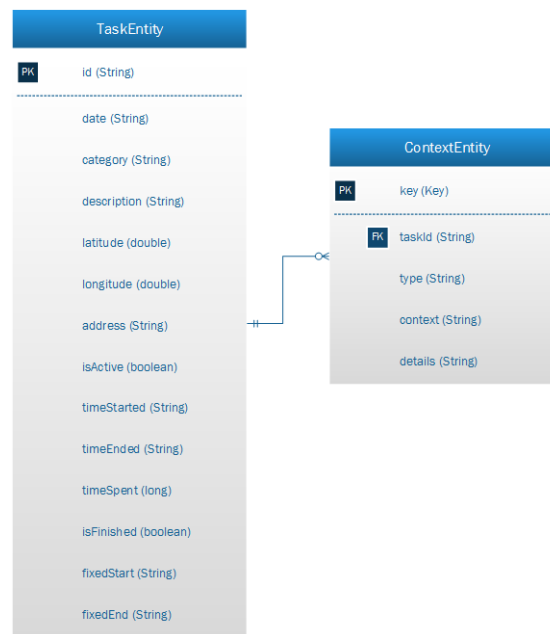 TaskEntity
PK id (String)
date (String)
category (String)
description (String)
latitude (double)
longitude (double)
address (String)
isActive (boolean)
timeStarted (String)
timeEnded (String)
timeSpent (long)
isFinished (boolean)
fixedStart (String)
fixedEnd (String)
ContextEntity
PK key (Key)
FK taskId (String)
type (String)
context (String)
details (String)